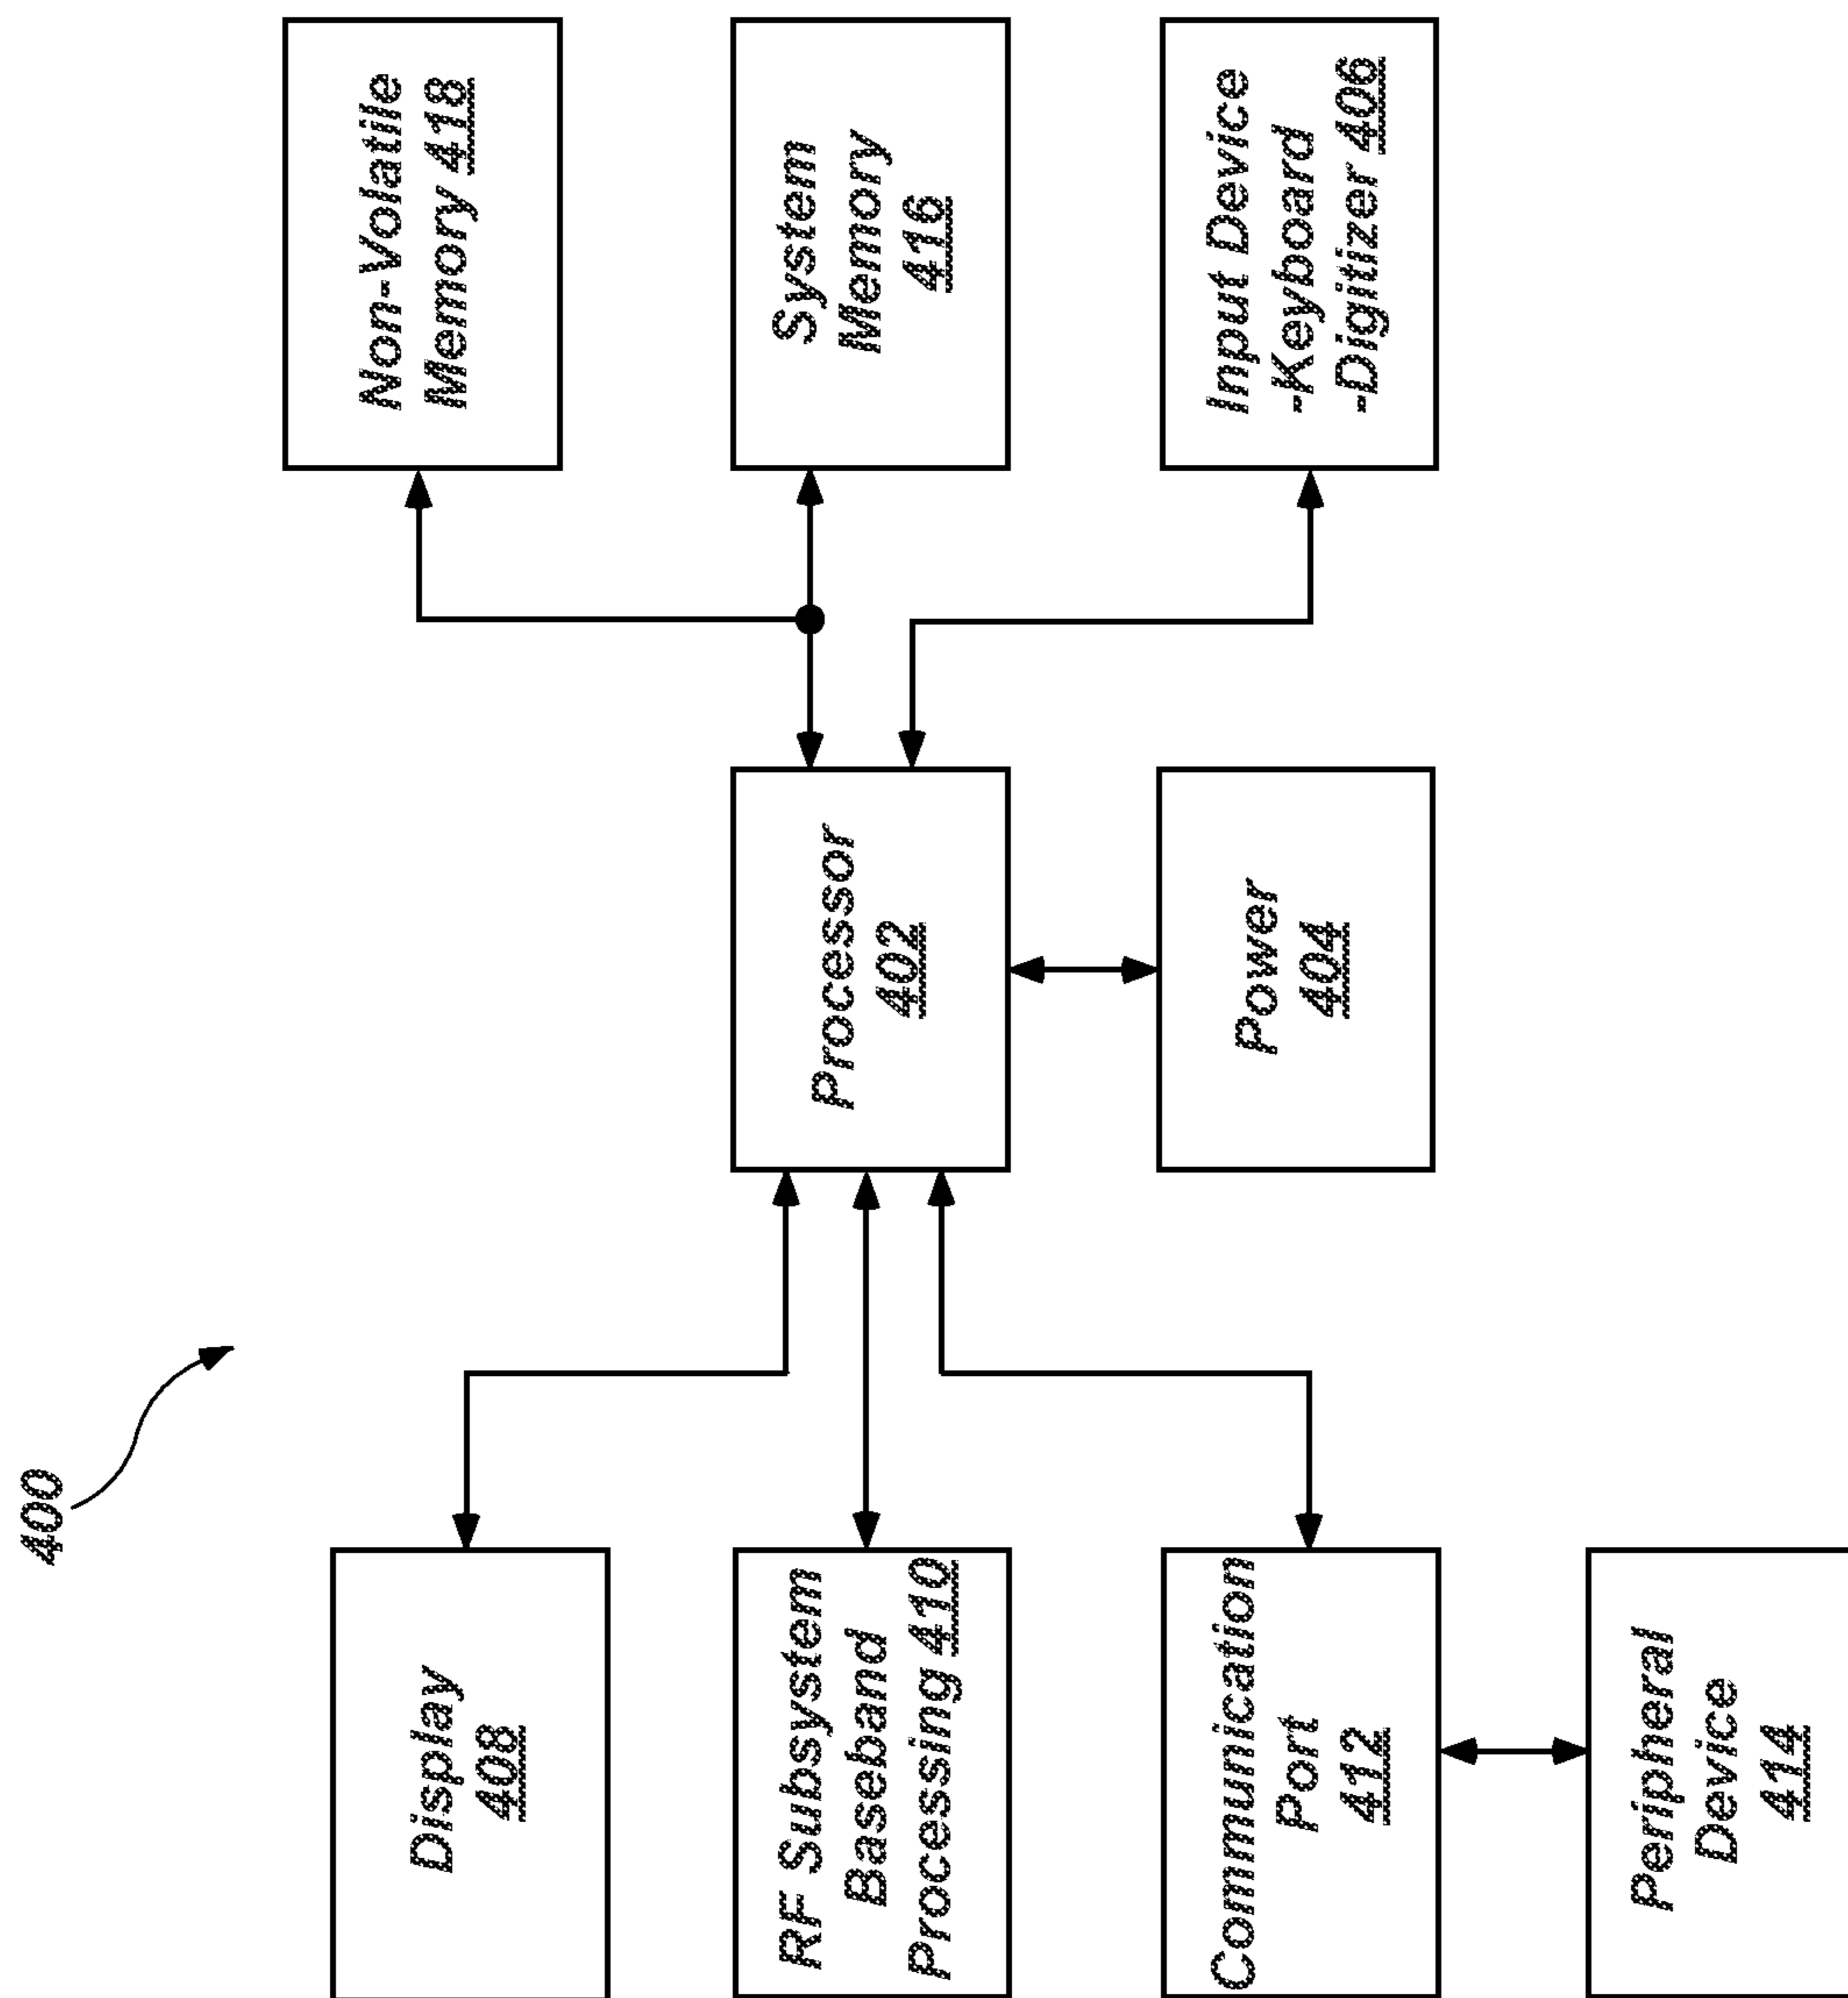 400
Display
408
RF Subsystem
Baseband
Processing 410
Communication
Port
412
Peripheral
Device
414
Processor
402
Power
404
Non-Volatile
Memory 418
System
Memory
416
Input Device
-Keyboard
-Digitizer 406